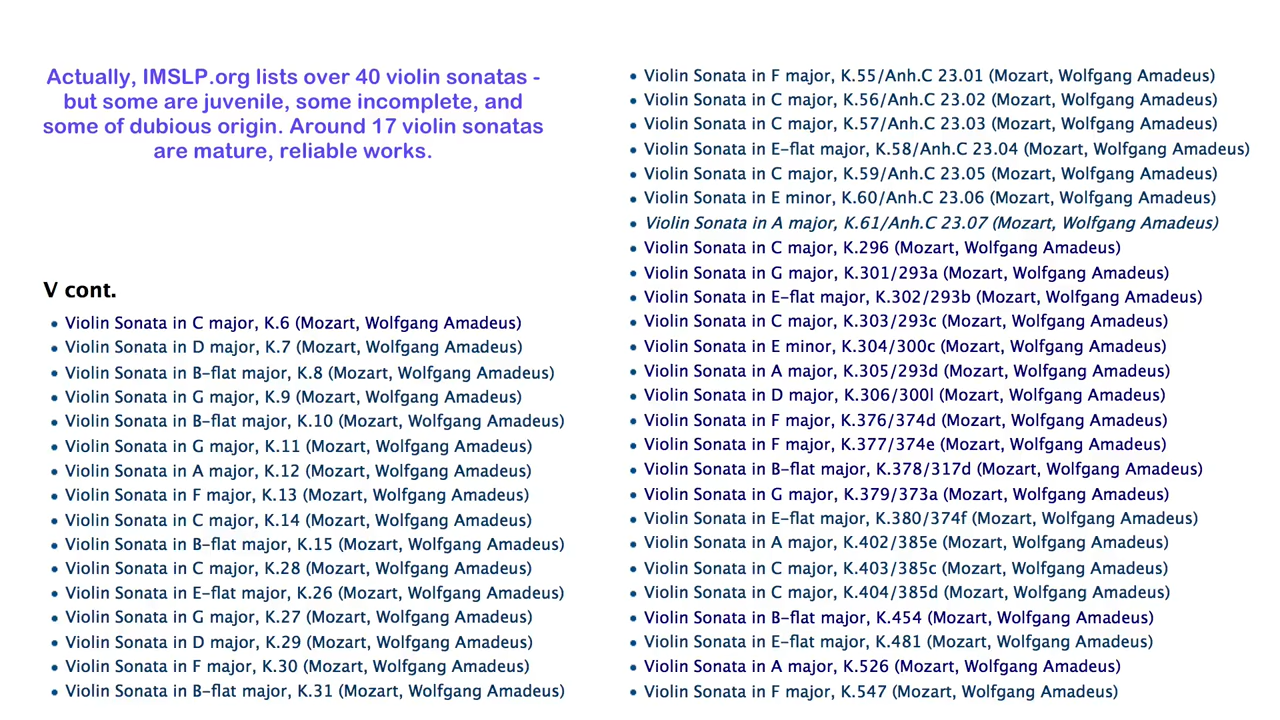 Actually, IMSLP.org lists over 40 violin sonatas -
but some are juvenile, some incomplete, and
some of dubious origin. Around 17 violin sonatas
are mature, reliable works.
V cont.
• Violin Sonata in C major, K.6 (Mozart, Wolfgang Amadeus)
• Violin Sonata in D major, K.7 (Mozart, Wolfgang Amadeus)
• Violin Sonata in B-flat major, K.8 (Mozart, Wolfgang Amadeus)
• Violin Sonata in G major, K.9 (Mozart, Wolfgang Amadeus)
• Violin Sonata in B-flat major, K.10 (Mozart, Wolfgang Amadeus)
• Violin Sonata in G major, K.11 (Mozart, Wolfgang Amadeus)
• Violin Sonata in A major, K.12 (Mozart, Wolfgang Amadeus)
• Violin Sonata in F major, K.13 (Mozart, Wolfgang Amadeus)
• Violin Sonata in C major, K.14 (Mozart, Wolfgang Amadeus)
• Violin Sonata in B-flat major, K.15 (Mozart, Wolfgang Amadeus)
• Violin Sonata in C major, K.28 (Mozart, Wolfgang Amadeus)
• Violin Sonata in E-flat major, K.26 (Mozart, Wolfgang Amadeus)
• Violin Sonata in G major, K.27 (Mozart, Wolfgang Amadeus)
• Violin Sonata in D major, K.29 (Mozart, Wolfgang Amadeus)
• Violin Sonata in F major, K.30 (Mozart, Wolfgang Amadeus)
• Violin Sonata in B-flat major, K.31 (Mozart, Wolfgang Amadeus)
• Violin Sonata in F major, K.55/Anh.C 23.01 (Mozart, Wolfgang Amadeus)
• Violin Sonata in C major, K.56/Anh.C 23.02 (Mozart, Wolfgang Amadeus)
• Violin Sonata in C major, K.57/Anh.C 23.03 (Mozart, Wolfgang Amadeus)
• Violin Sonata in E-flat major, K.58/Anh.C 23.04 (Mozart, Wolfgang Amadeus)
• Violin Sonata in C major, K.59/Anh.C 23.05 (Mozart, Wolfgang Amadeus)
• Violin Sonata in E minor, K.60/Anh.C 23.06 (Mozart, Wolfgang Amadeus)
• Violin Sonata in A major, K.61/Anh.C 23.07 (Mozart, Wolfgang Amadeus)
• Violin Sonata in C major, K.296 (Mozart, Wolfgang Amadeus)
• Violin Sonata in G major, K.301/293a (Mozart, Wolfgang Amadeus)
• Violin Sonata in E-flat major, K.302/293b (Mozart, Wolfgang Amadeus)
• Violin Sonata in C major, K.303/293c (Mozart, Wolfgang Amadeus)
• Violin Sonata in E minor, K.304/300c (Mozart, Wolfgang Amadeus)
• Violin Sonata in A major, K.305/293d (Mozart, Wolfgang Amadeus)
• Violin Sonata in D major, K.306/300l (Mozart, Wolfgang Amadeus)
• Violin Sonata in F major, K.376/374d (Mozart, Wolfgang Amadeus)
• Violin Sonata in F major, K.377/374e (Mozart, Wolfgang Amadeus)
• Violin Sonata in B-flat major, K.378/317d (Mozart, Wolfgang Amadeus)
• Violin Sonata in G major, K.379/373a (Mozart, Wolfgang Amadeus)
• Violin Sonata in E-flat major, K.380/374f (Mozart, Wolfgang Amadeus)
• Violin Sonata in A major, K.402/385e (Mozart, Wolfgang Amadeus)
• Violin Sonata in C major, K.403/385c (Mozart, Wolfgang Amadeus)
• Violin Sonata in C major, K.404/385d (Mozart, Wolfgang Amadeus)
• Violin Sonata in B-flat major, K.454 (Mozart, Wolfgang Amadeus)
• Violin Sonata in E-flat major, K.481 (Mozart, Wolfgang Amadeus)
• Violin Sonata in A major, K.526 (Mozart, Wolfgang Amadeus)
• Violin Sonata in F major, K.547 (Mozart, Wolfgang Amadeus)